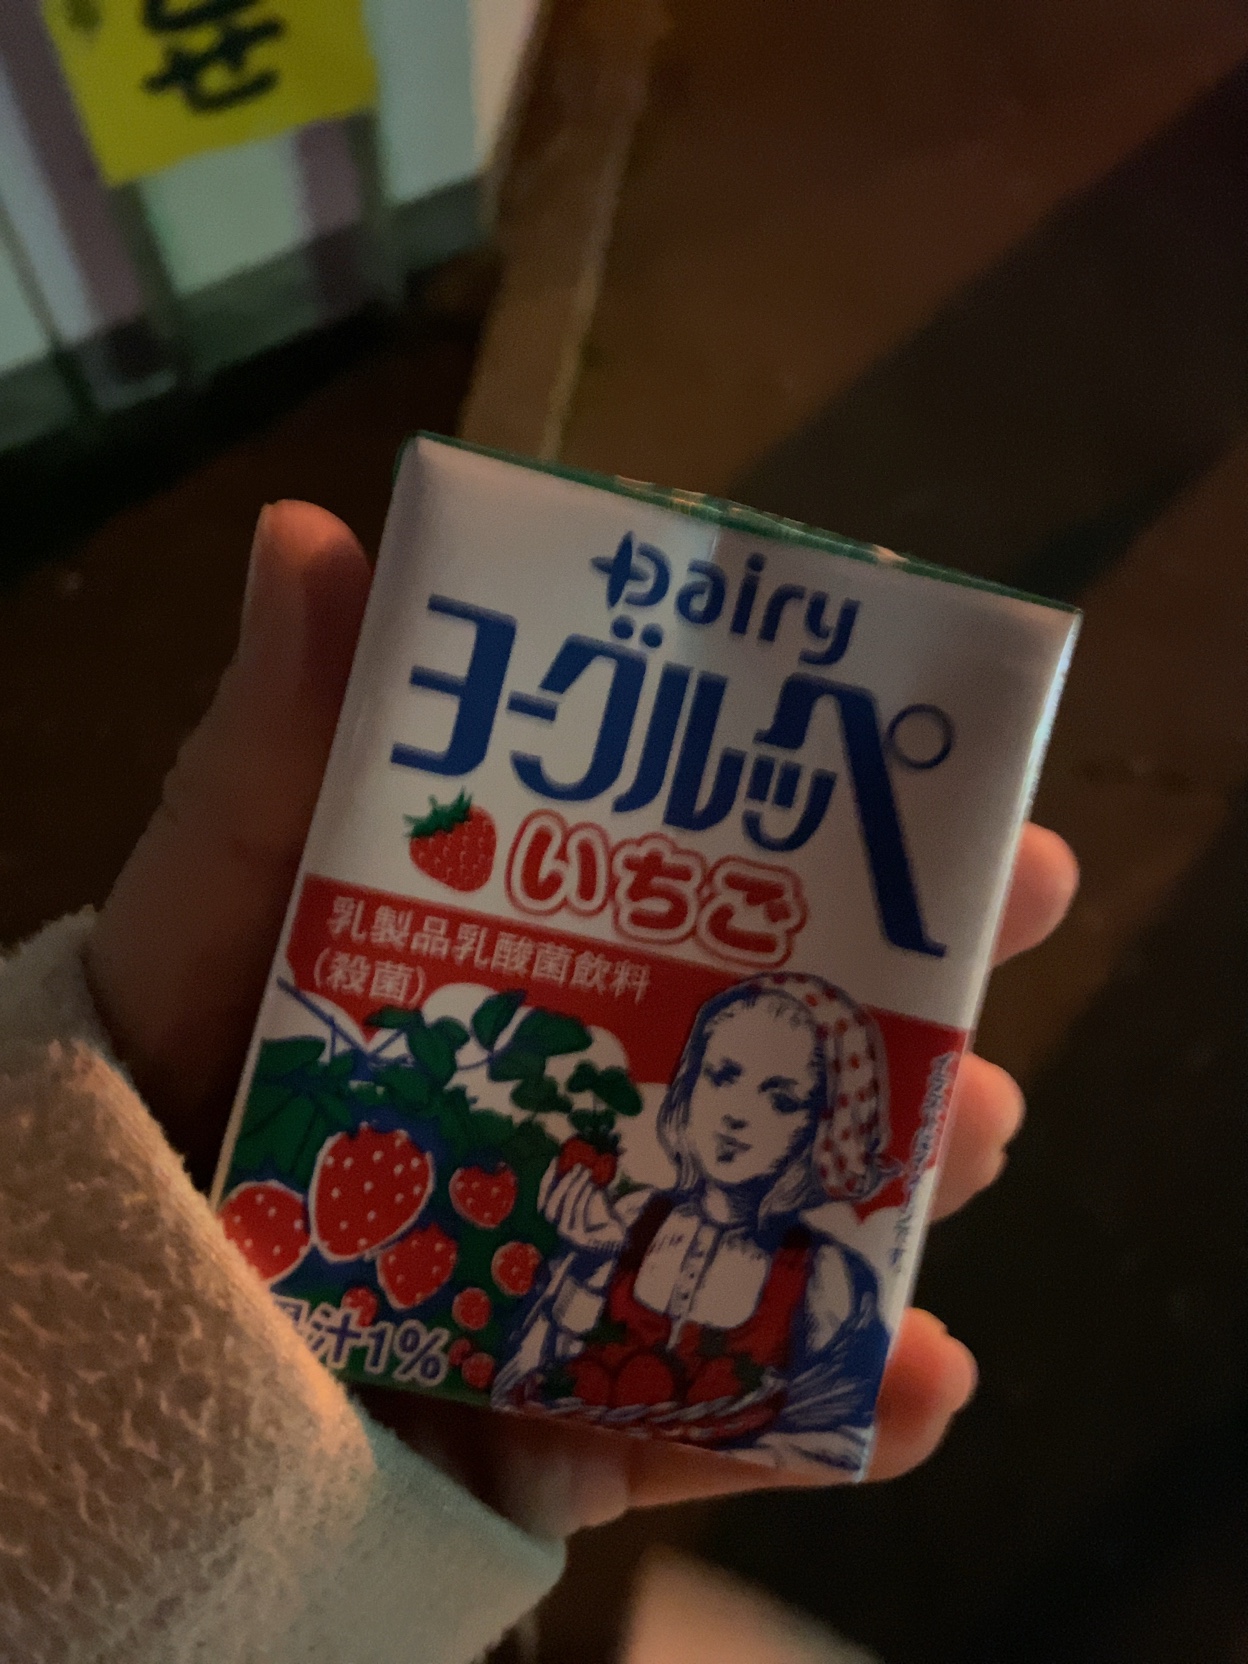 Dairy
ヨーグルッペ
いちご
乳製品乳酸菌飲料
(殺菌)
果汁1%